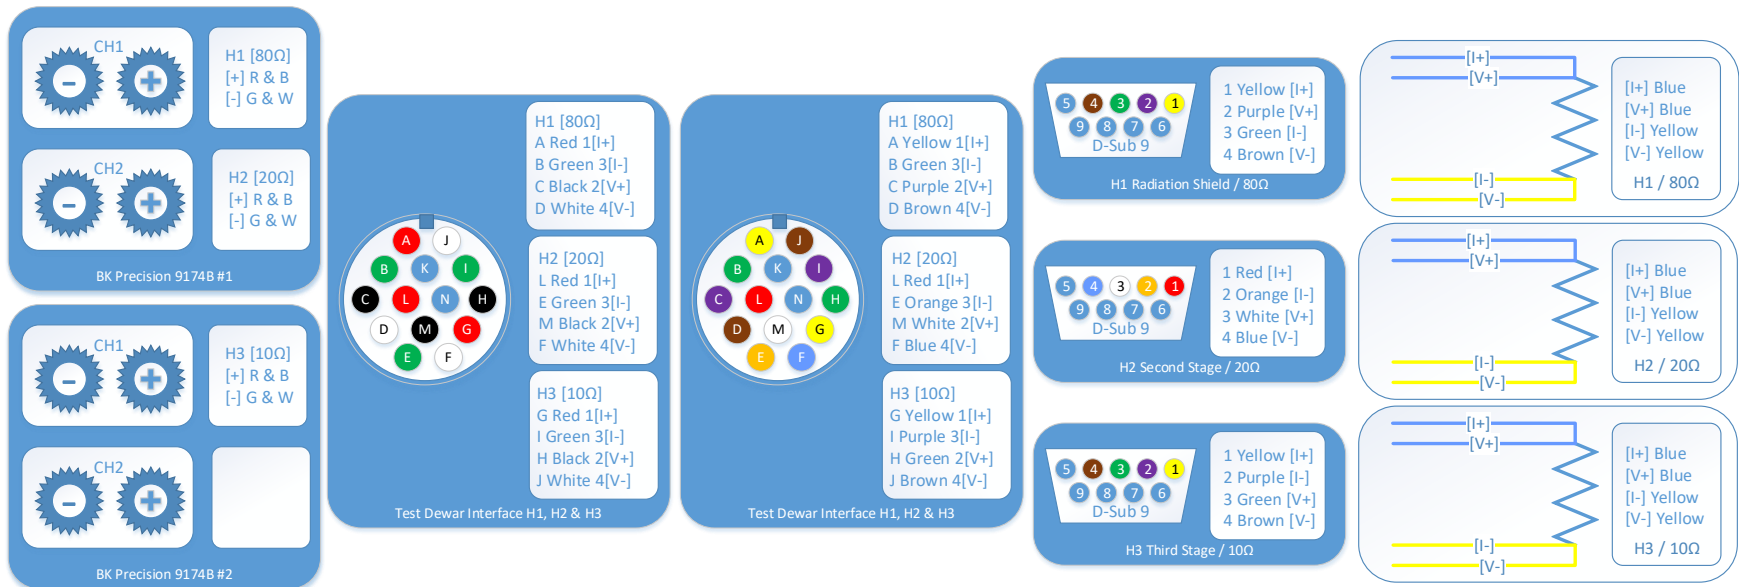 CH1
- +
H1 [80Ω]
[+] R & B
[-] G & W
CH2
- +
H2 [20Ω]
[+] R & B
[-] G & W
BK Precision 9174B #1
CH1
- +
H3 [10Ω]
[+] R & B
[-] G & W
CH2
- +
BK Precision 9174B #2
A J
B K I
C L N H
D M G
E F
H1 [80Ω]
A Red 1[I+]
B Green 3[I-]
C Black 2[V+]
D White 4[V-]
H2 [20Ω]
L Red 1[I+]
E Green 3[I-]
M Black 2[V+]
F White 4[V-]
H3 [10Ω]
G Red 1[I+]
I Green 3[I-]
H Black 2[V+]
J White 4[V-]
Test Dewar Interface H1, H2 & H3
A J
B K I
C L N H
D M G
E F
H1 [80Ω]
A Yellow 1[I+]
B Green 3[I-]
C Purple 2[V+]
D Brown 4[V-]
H2 [20Ω]
L Red 1[I+]
E Orange 3[I-]
M White 2[V+]
F Blue 4[V-]
H3 [10Ω]
G Yellow 1[I+]
I Purple 3[I-]
H Green 2[V+]
J Brown 4[V-]
Test Dewar Interface H1, H2 & H3
5 4 3 2 1
9 8 7 6
D-Sub 9
1 Yellow [I+]
2 Purple [V+]
3 Green [I-]
4 Brown [V-]
H1 Radiation Shield / 80Ω
5 4 3 2 1
9 8 7 6
D-Sub 9
1 Red [I+]
2 Orange [I-]
3 White [V+]
4 Blue [V-]
H2 Second Stage / 20Ω
5 4 3 2 1
9 8 7 6
D-Sub 9
1 Yellow [I+]
2 Purple [I-]
3 Green [V+]
4 Brown [V-]
H3 Third Stage / 10Ω
[I+]
[V+]
[I-]
[V-]
[I+] Blue
[V+] Blue
[I-] Yellow
[V-] Yellow
H1 / 80Ω
[I+]
[V+]
[I-]
[V-]
[I+] Blue
[V+] Blue
[I-] Yellow
[V-] Yellow
H2 / 20Ω
[I+]
[V+]
[I-]
[V-]
[I+] Blue
[V+] Blue
[I-] Yellow
[V-] Yellow
H3 / 10Ω